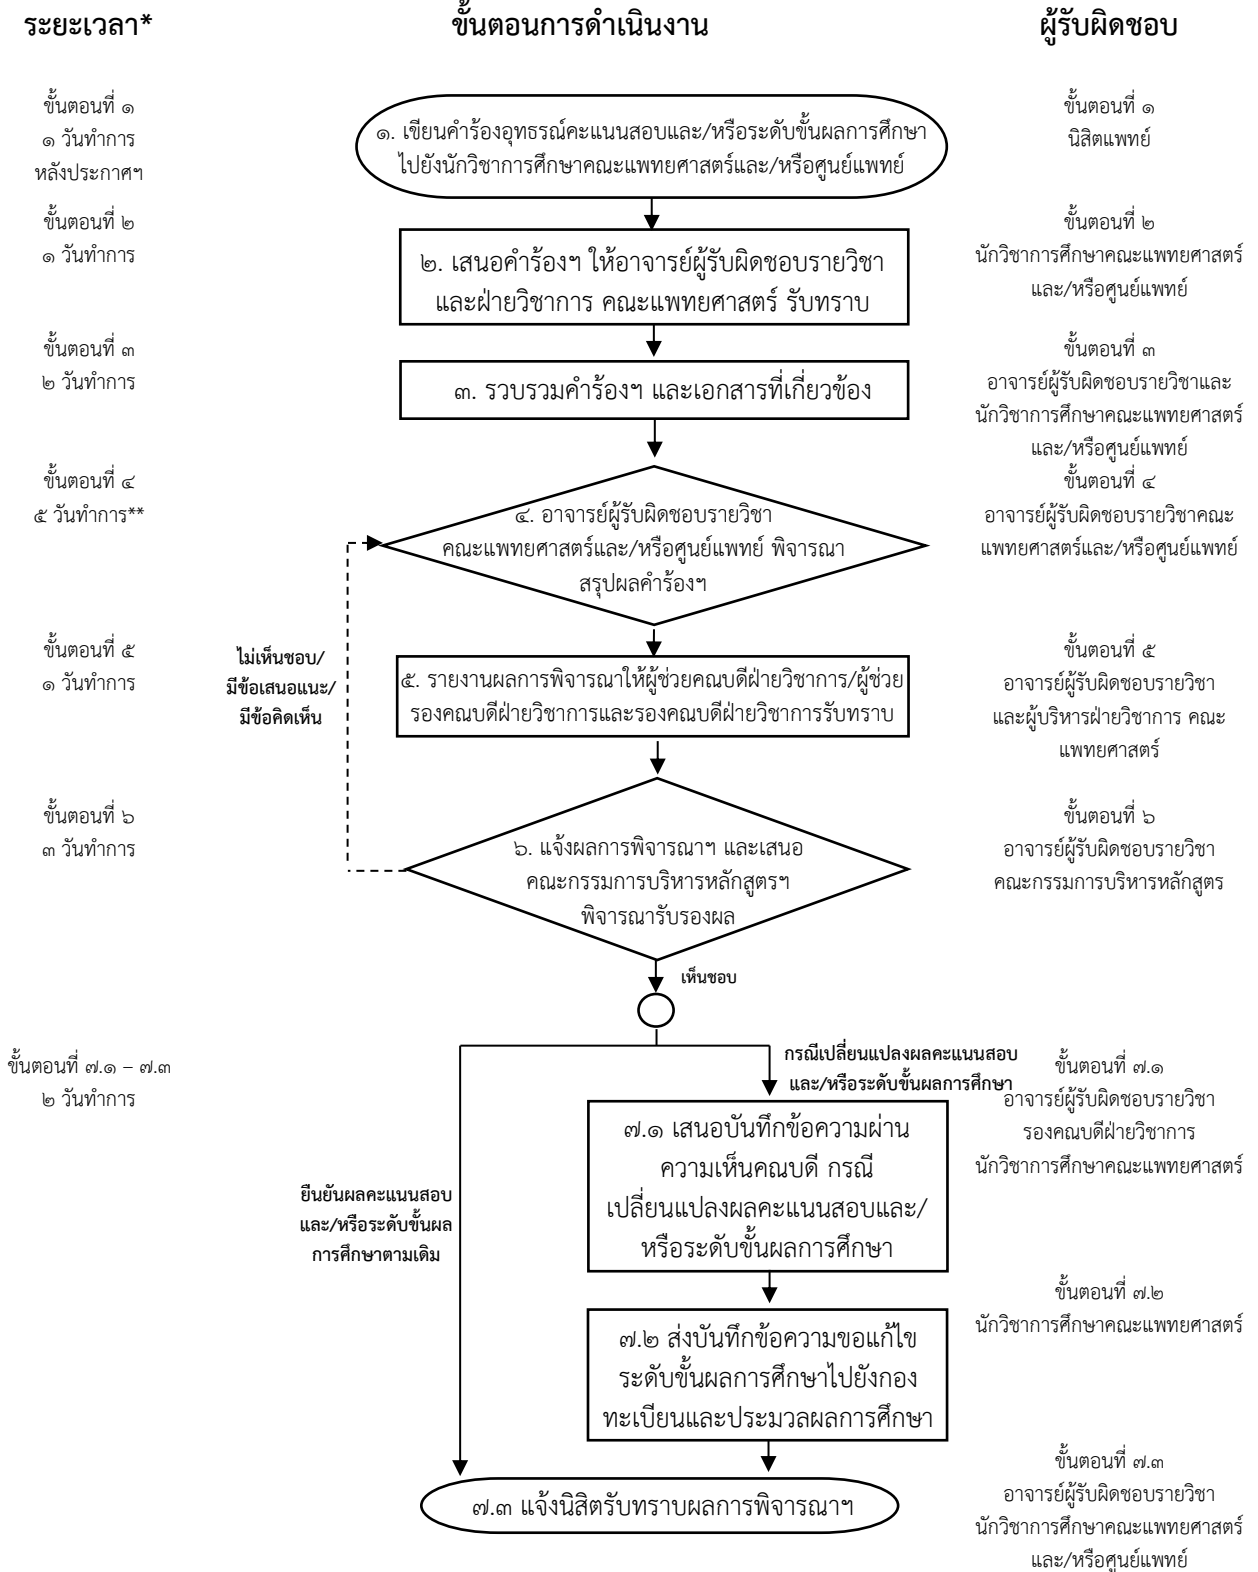 ระยะเวลา*
ขั้นตอนการดำเนินงาน
ผู้รับผิดชอบ
ขั้นตอนที่ ๑
๑ วันทำการ
หลังประกาศฯ
๑. เขียนคำร้องอุทธรณ์คะแนนสอบและ/หรือระดับขั้นผลการศึกษา
ไปยังนักวิชาการศึกษาคณะแพทยศาสตร์และ/หรือศูนย์แพทย์
ขั้นตอนที่ ๑
นิสิตแพทย์
ขั้นตอนที่ ๒
๑ วันทำการ
๒. เสนอคำร้องฯ ให้อาจารย์ผู้รับผิดชอบรายวิชา
และฝ่ายวิชาการ คณะแพทยศาสตร์ รับทราบ
ขั้นตอนที่ ๒
นักวิชาการศึกษาคณะแพทยศาสตร์
และ/หรือศูนย์แพทย์
ขั้นตอนที่ ๓
๒ วันทำการ
๓. รวบรวมคำร้องฯ และเอกสารที่เกี่ยวข้อง
ขั้นตอนที่ ๓
อาจารย์ผู้รับผิดชอบรายวิชาและ
นักวิชาการศึกษาคณะแพทยศาสตร์
และ/หรือศูนย์แพทย์
ขั้นตอนที่ ๔
๕ วันทำการ**
๔. อาจารย์ผู้รับผิดชอบรายวิชา
คณะแพทยศาสตร์และ/หรือศูนย์แพทย์ พิจารณา
สรุปผลคำร้องฯ
ขั้นตอนที่ ๔
อาจารย์ผู้รับผิดชอบรายวิชาคณะ
แพทยศาสตร์และ/หรือศูนย์แพทย์
ขั้นตอนที่ ๕
๑ วันทำการ
ไม่เห็นชอบ/
มีข้อเสนอแนะ/
มีข้อคิดเห็น
๕. รายงานผลการพิจารณาให้ผู้ช่วยคณบดีฝ่ายวิชาการ/ผู้ช่วย
รองคณบดีฝ่ายวิชาการและรองคณบดีฝ่ายวิชาการรับทราบ
ขั้นตอนที่ ๕
อาจารย์ผู้รับผิดชอบรายวิชา
และผู้บริหารฝ่ายวิชาการ คณะ
แพทยศาสตร์
ขั้นตอนที่ ๖
๓ วันทำการ
๖. แจ้งผลการพิจารณาฯ และเสนอ
คณะกรรมการบริหารหลักสูตรฯ
พิจารณารับรองผล
ขั้นตอนที่ ๖
อาจารย์ผู้รับผิดชอบรายวิชา
คณะกรรมการบริหารหลักสูตร
เห็นชอบ
ขั้นตอนที่ ๗.๑ – ๗.๓
๒ วันทำการ
กรณีเปลี่ยนแปลงผลคะแนนสอบ
และ/หรือระดับขั้นผลการศึกษา
ขั้นตอนที่ ๗.๑
อาจารย์ผู้รับผิดชอบรายวิชา
รองคณบดีฝ่ายวิชาการ
นักวิชาการศึกษาคณะแพทยศาสตร์
๗.๑ เสนอบันทึกข้อความผ่าน
ความเห็นคณบดี กรณี
เปลี่ยนแปลงผลคะแนนสอบและ/
หรือระดับขั้นผลการศึกษา
ยืนยันผลคะแนนสอบ
และ/หรือระดับขั้นผล
การศึกษาตามเดิม
๗.๒ ส่งบันทึกข้อความขอแก้ไข
ระดับขั้นผลการศึกษาไปยังกอง
ทะเบียนและประมวลผลการศึกษา
ขั้นตอนที่ ๗.๒
นักวิชาการศึกษาคณะแพทยศาสตร์
๗.๓ แจ้งนิสิตรับทราบผลการพิจารณาฯ
ขั้นตอนที่ ๗.๓
อาจารย์ผู้รับผิดชอบรายวิชา
นักวิชาการศึกษาคณะแพทยศาสตร์
และ/หรือศูนย์แพทย์